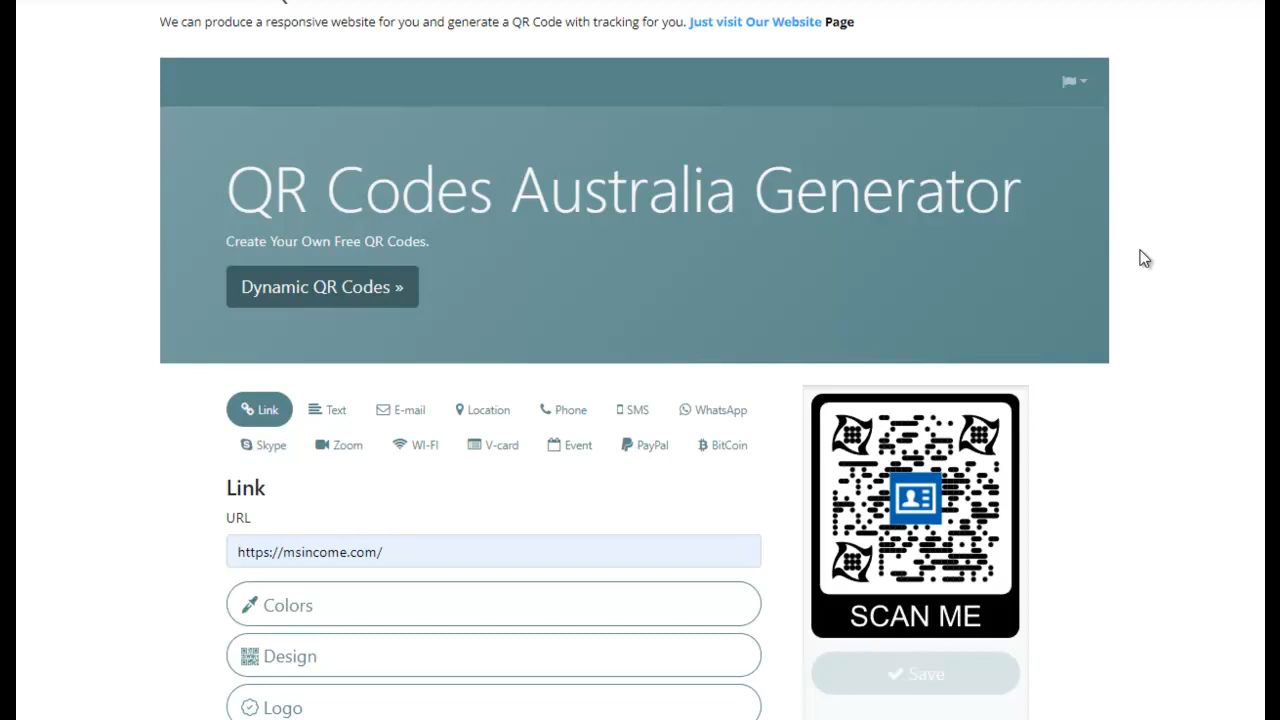 We can produce a responsive website for you and generate a QR Code with tracking for you. Just visit Our Website Page
QR Codes Australia Generator
Create Your Own Free QR Codes.
Dynamic QR Codes »
Link Text E-mail Location Phone SMS WhatsApp
Skype Zoom WI-FI V-card Event PayPal BitCoin
Link
URL
https://msincome.com/
Colors
Design
Logo
SCAN ME
Save